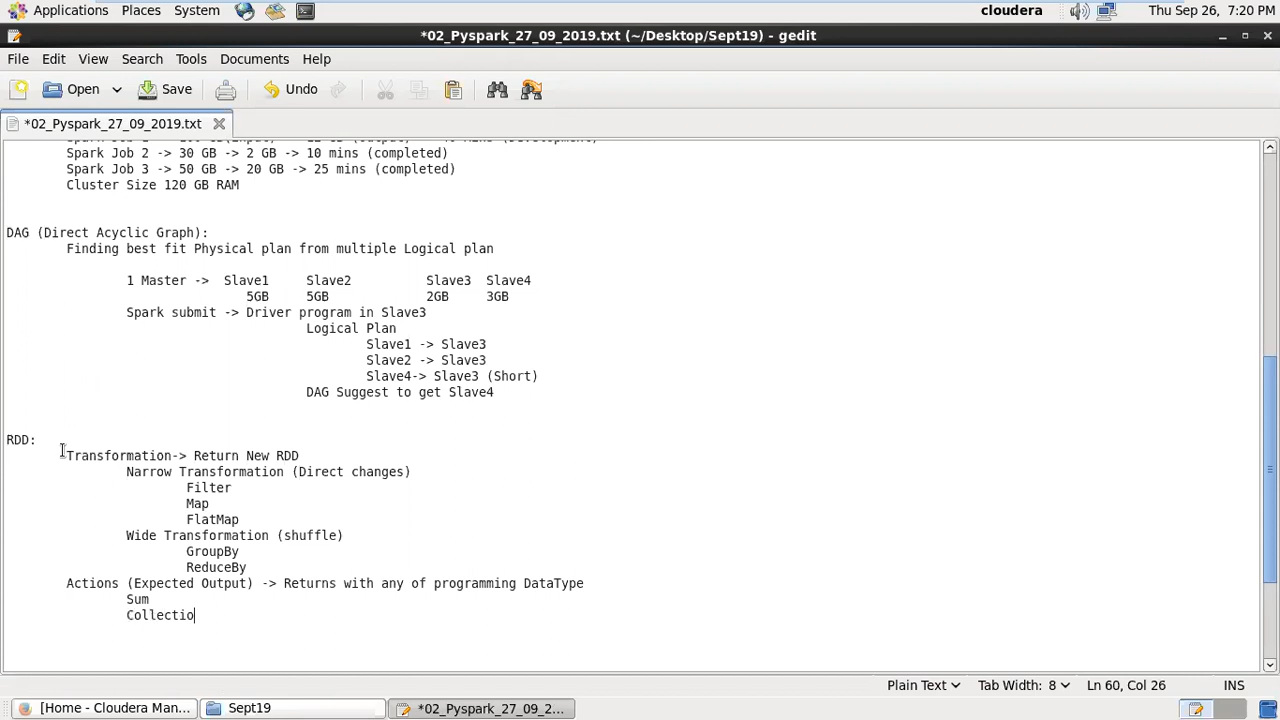 Applications Places System cloudera Thu Sep 26, 7:20 PM
*02_Pyspark_27_09_2019.txt (~/Desktop/Sept19) - gedit
File Edit View Search Tools Documents Help
Open Save Undo
*02_Pyspark_27_09_2019.txt
Spark Job 2 -> 30 GB -> 2 GB -> 10 mins (completed)
Spark Job 3 -> 50 GB -> 20 GB -> 25 mins (completed)
Cluster Size 120 GB RAM
DAG (Direct Acyclic Graph):
Finding best fit Physical plan from multiple Logical plan
1 Master -> Slave1 Slave2 Slave3 Slave4
5GB 5GB 2GB 3GB
Spark submit -> Driver program in Slave3
Logical Plan
Slave1 -> Slave3
Slave2 -> Slave3
Slave4-> Slave3 (Short)
DAG Suggest to get Slave4
RDD:
Transformation-> Return New RDD
Narrow Transformation (Direct changes)
Filter
Map
FlatMap
Wide Transformation (shuffle)
GroupBy
ReduceBy
Actions (Expected Output) -> Returns with any of programming DataType
Sum
Collectio
Plain Text Tab Width: 8 Ln 60, Col 26 INS
[Home - Cloudera Man... Sept19 *02_Pyspark_27_09_2...